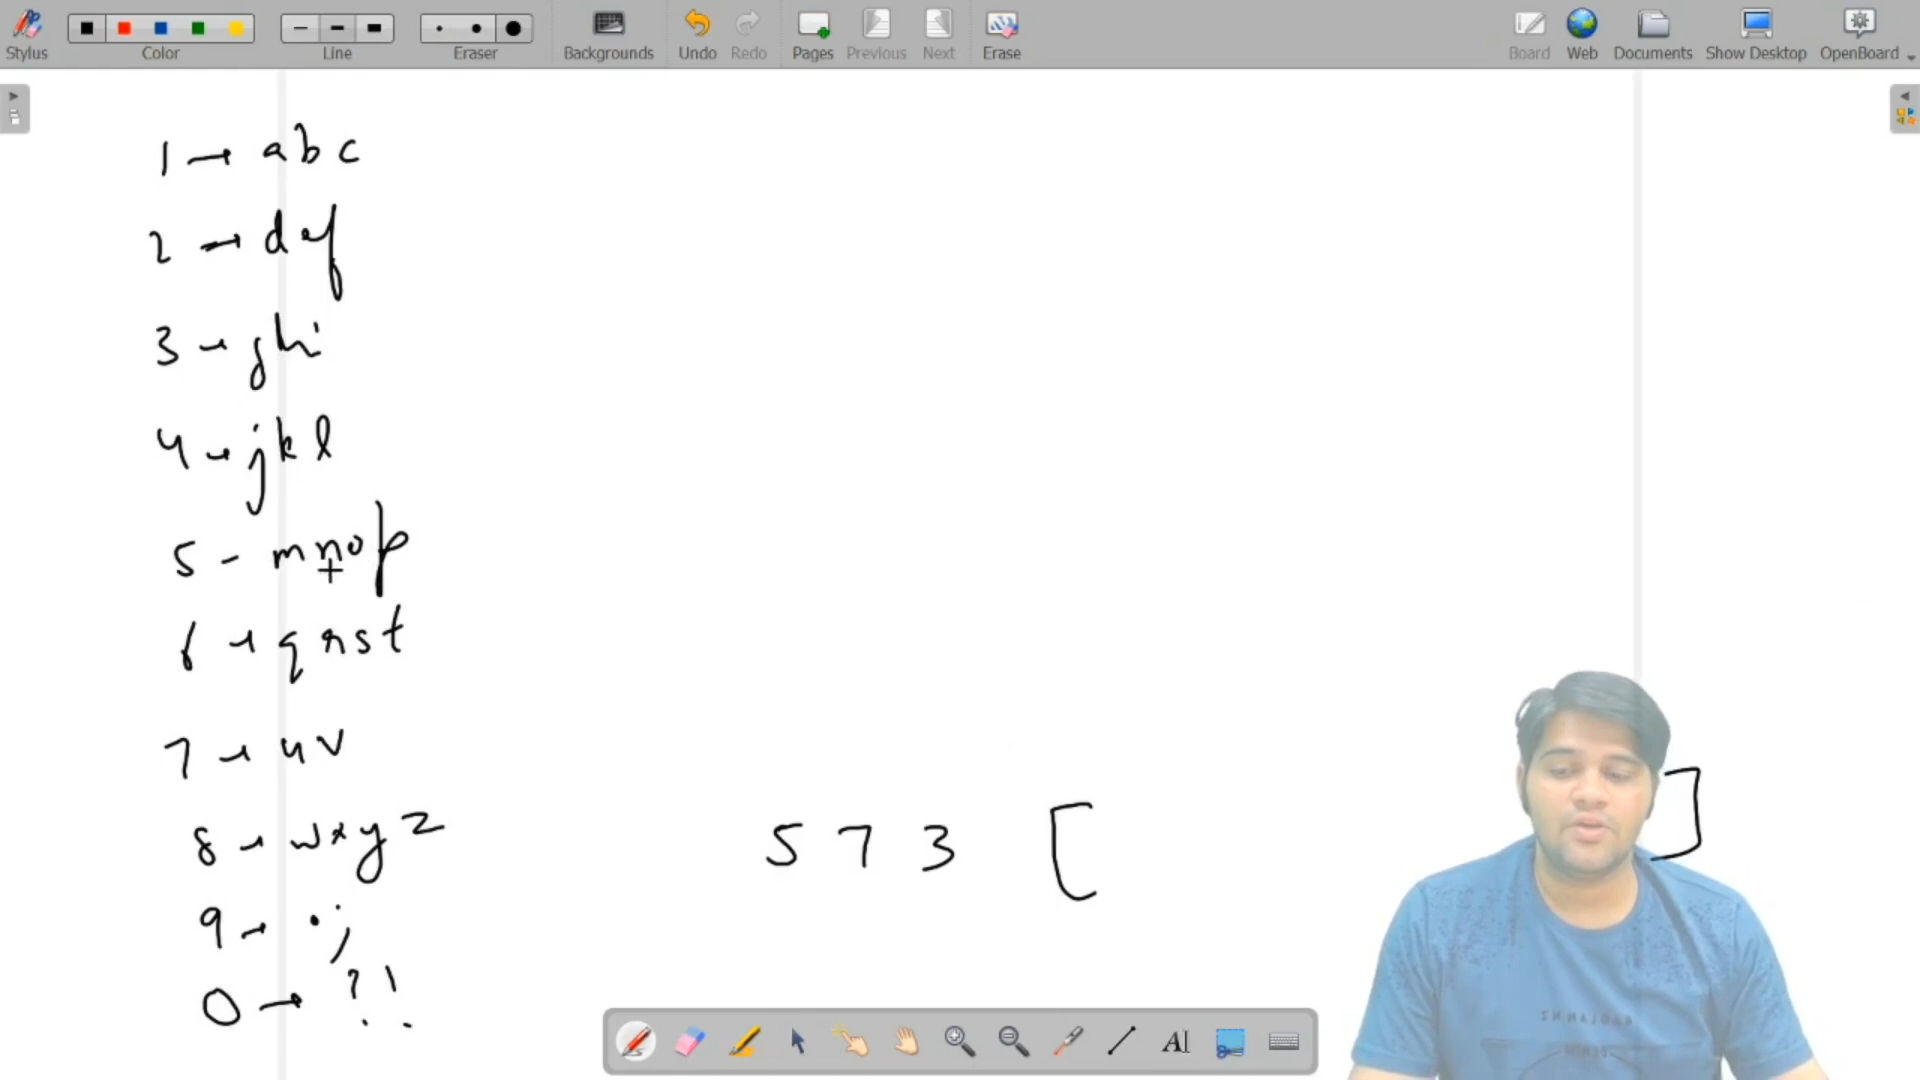 Stylus
Color
Line
Eraser
Backgrounds
Undo Redo
Pages Previous Next
Erase
Board Web Documents Show Desktop OpenBoard
1 → abc
2 → def
3 → ghi
4 → jkl
5 - mnop
6 → qrst
7 → uv
8 → wxyz
5 7 3 [ ]
9 → . ;
0 → ? !
AI